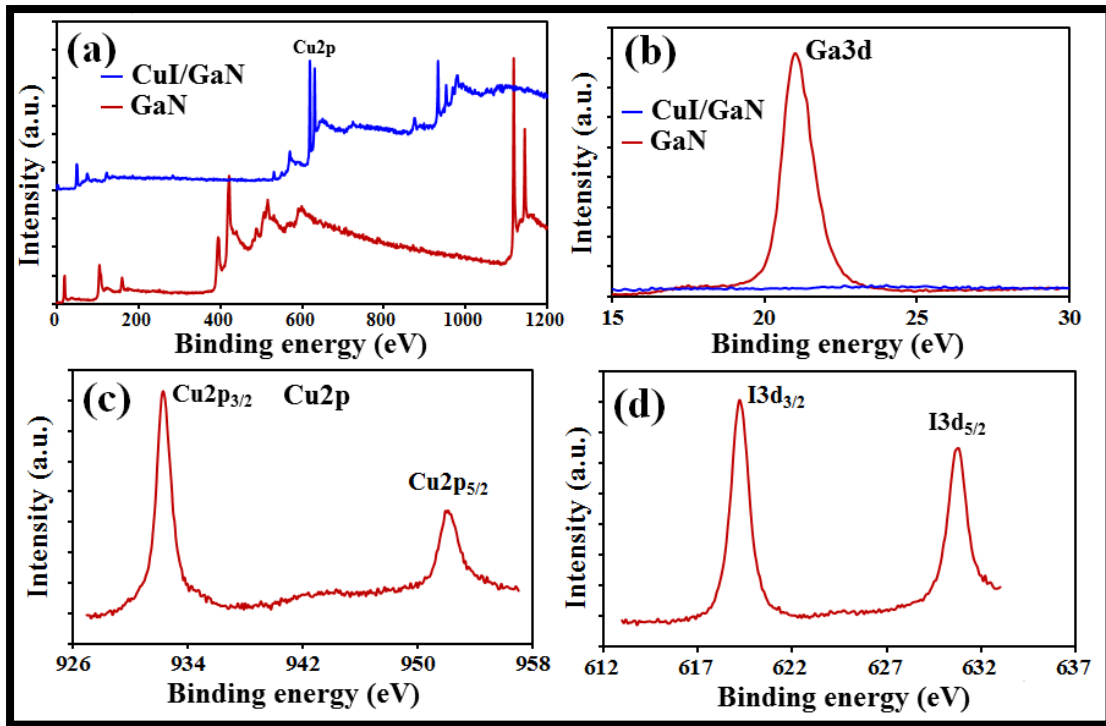 (a)
Cu2p
CuI/GaN
GaN
Intensity (a.u.)
0 200 400 600 800 1000 1200
Binding energy (eV)
(b)
Ga3d
CuI/GaN
GaN
Intensity (a.u.)
15 20 25 30
Binding energy (eV)
(c)
Cu2p3/2
Cu2p
Cu2p5/2
Intensity (a.u.)
926 934 942 950 958
Binding energy (eV)
(d)
I3d3/2
I3d5/2
Intensity (a.u.)
612 617 622 627 632 637
Binding energy (eV)